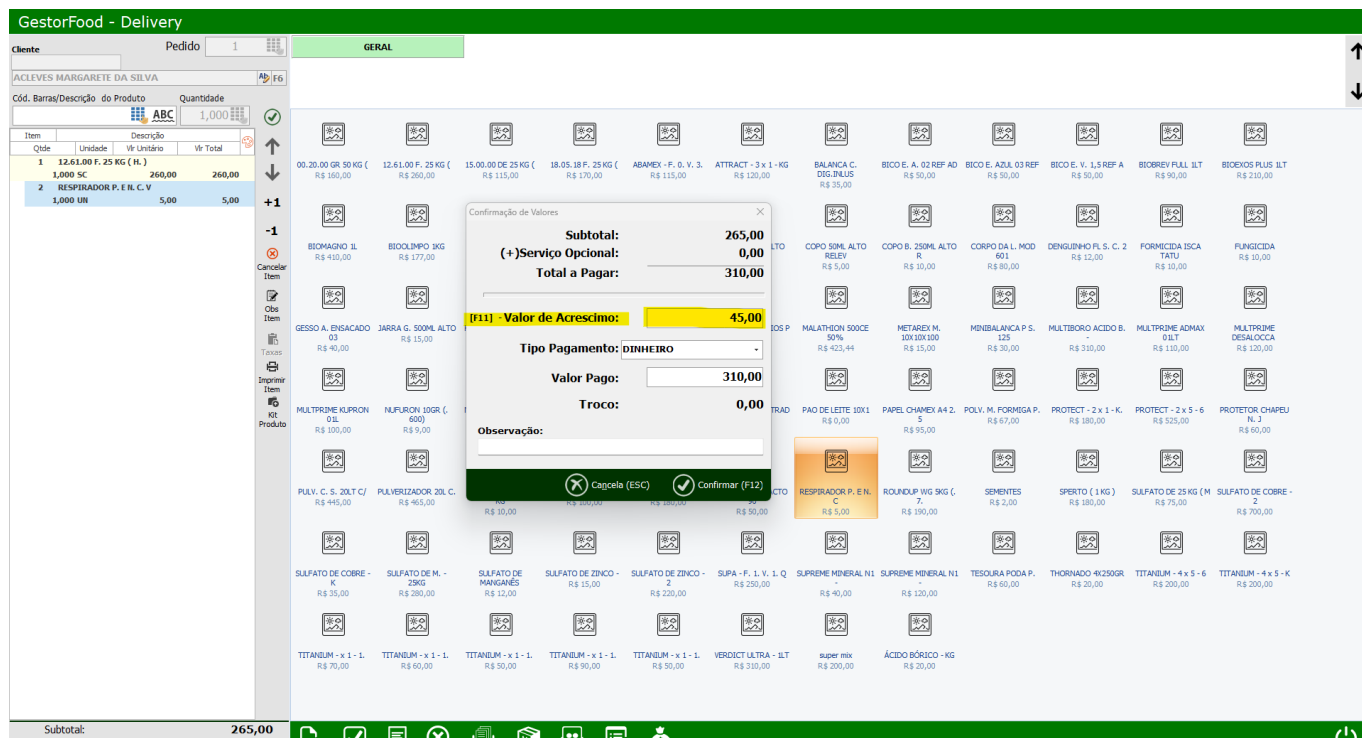 GestorFood - Delivery
Cliente
Pedido 1
ACLEVES MARGARETE DA SILVA
F6
Cód. Barras/Descrição do Produto Quantidade
ABC 1,000
Item Descrição
Qtde Unidade Vlr Unitário Vlr Total
1 12.61.00 F. 25 KG ( H. )
1,000 SC 260,00 260,00
2 RESPIRADOR P. E N. C. V
1,000 UN 5,00 5,00
+1
-1
Cancelar
Item
Obs
Item
Taxas
Imprimir
Item
Kit
Produto
Subtotal: 265,00
GERAL
00.20.00 GR 50 KG ( 12.61.00 F. 25 KG ( 15.00.00 DE 25 KG ( 18.05.18 F. 25 KG ( ABAMEX - F. 0. V. 3. ATTRACT - 3 x 1 - KG BALANCA C. DIG.INLUS BICO E. A. 02 REF AD BICO E. AZUL 03 REF BICO E. V. 1,5 REF A BIOBREV FULL 1LT BIOEXOS PLUS 1LT
R$ 160,00 R$ 260,00 R$ 115,00 R$ 170,00 R$ 115,00 R$ 120,00 R$ 35,00 R$ 50,00 R$ 50,00 R$ 50,00 R$ 90,00 R$ 210,00
BIOMAGNO 1L BIOOLIMPO 1KG LTO COPO 50ML ALTO RELEV COPO B. 250ML ALTO R CORPO DA L. MOD 601 DENGUINHO FL S. C. 2 FORMICIDA ISCA TATU FUNGICIDA
R$ 410,00 R$ 177,00 R$ 5,00 R$ 10,00 R$ 80,00 R$ 12,00 R$ 10,00 R$ 10,00
GESSO A. ENSACADO 03 JARRA G. 500ML ALTO IOS P MALATHION 500CE 50% METAREX M. 10X10X100 MINIBALANCA P S. 125 MULTIBORO ACIDO B. - MULTIPRIME ADMAX 01LT MULTIPRIME DESALOCCA
R$ 40,00 R$ 15,00 R$ 423,44 R$ 15,00 R$ 30,00 R$ 310,00 R$ 110,00 R$ 120,00
MULTPRIME KUPRON 01L NUFURON 10GR (. 600) TRAD PAO DE LEITE 10X1 PAPEL CHAMEX A4 2. 5 POLV. M. FORMIGA P. PROTECT - 2 x 1 - K. PROTECT - 2 x 5 - 6 PROTETOR CHAPEU N. J
R$ 100,00 R$ 9,00 R$ 0,00 R$ 95,00 R$ 67,00 R$ 180,00 R$ 525,00 R$ 60,00
PULV. C. S. 20LT C/ PULVERIZADOR 20L C. KG 90 ACTO RESPIRADOR P. E N. C ROUNDUP WG 5KG (. 7. SEMENTES SPERTO ( 1 KG ) SULFATO DE 25 KG ( M SULFATO DE COBRE - 2
R$ 445,00 R$ 465,00 R$ 10,00 R$ 100,00 R$ 180,00 R$ 50,00 R$ 5,00 R$ 190,00 R$ 2,00 R$ 180,00 R$ 75,00 R$ 700,00
SULFATO DE COBRE - K SULFATO DE M. - 25KG SULFATO DE MANGANÊS SULFATO DE ZINCO - SULFATO DE ZINCO - 2 SUPA - F. 1. V. 1. Q SUPREME MINERAL N1 - SUPREME MINERAL N1 - TESOURA PODA P. THORNADO 4X250GR TITANIUM - 4 x 5 - 6 TITANIUM - 4 x 5 - K
R$ 35,00 R$ 280,00 R$ 12,00 R$ 15,00 R$ 220,00 R$ 250,00 R$ 40,00 R$ 120,00 R$ 60,00 R$ 20,00 R$ 200,00 R$ 200,00
TITANIUM - x 1 - 1. TITANIUM - x 1 - 1. TITANIUM - x 1 - 1. TITANIUM - x 1 - 1. TITANIUM - x 1 - 1. VERDICT ULTRA - 1LT super mix ÁCIDO BÓRICO - KG
R$ 70,00 R$ 60,00 R$ 50,00 R$ 90,00 R$ 50,00 R$ 310,00 R$ 200,00 R$ 20,00
Confirmação de Valores
Subtotal: 265,00
(+)Serviço Opcional: 0,00
Total a Pagar: 310,00
[F11] - Valor de Acrescimo: 45,00
Tipo Pagamento: DINHEIRO
Valor Pago: 310,00
Troco: 0,00
Observação:
Cancela (ESC) Confirmar (F12)